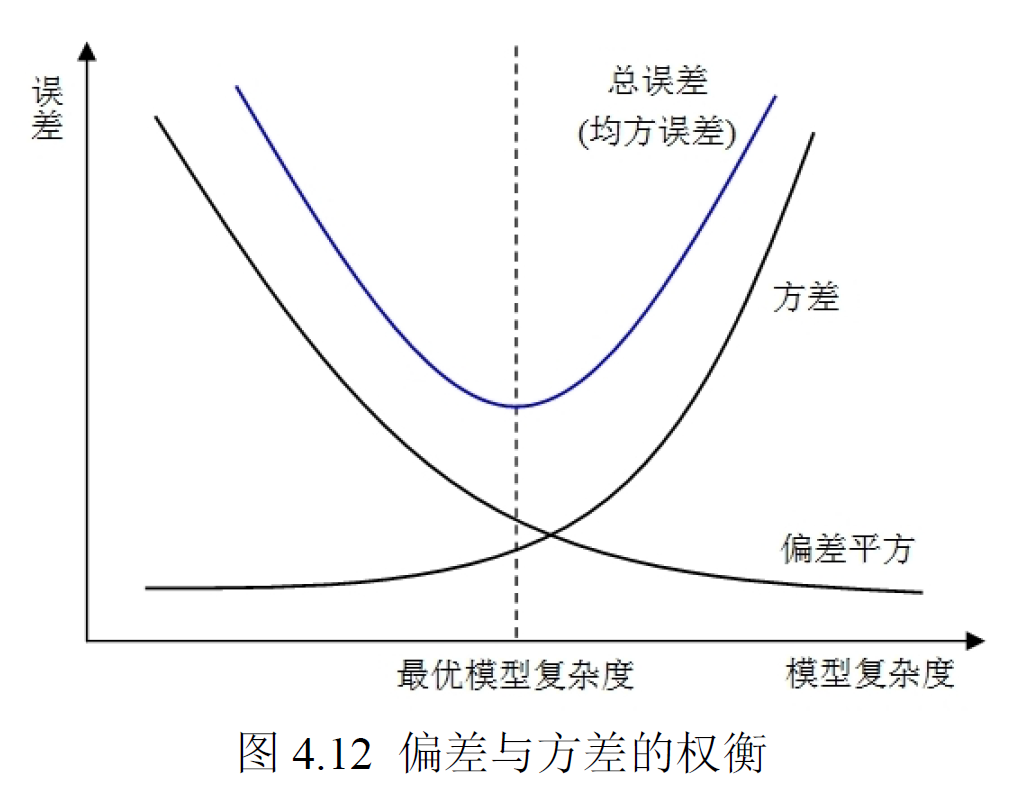 误差
总误差
(均方误差)
方差
偏差平方
最优模型复杂度
模型复杂度
图 4.12 偏差与方差的权衡